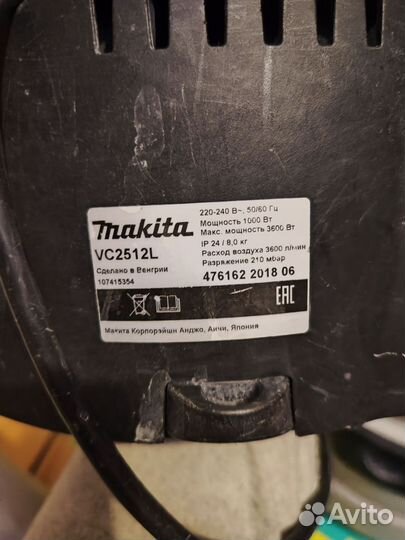 makita
VC2512L
Сделано в Венгрии
107415354
220-240 В~, 50/60 Гц
Мощность 1000 Вт
Макс. мощность 3600 Вт
IP 24 / 8,0 кг
Расход воздуха 3600 л/мин
Разряжение 210 мбар
476162 2018 06
EAC
Макита Корпорэйшн Анджо, Аичи, Япония
Avito